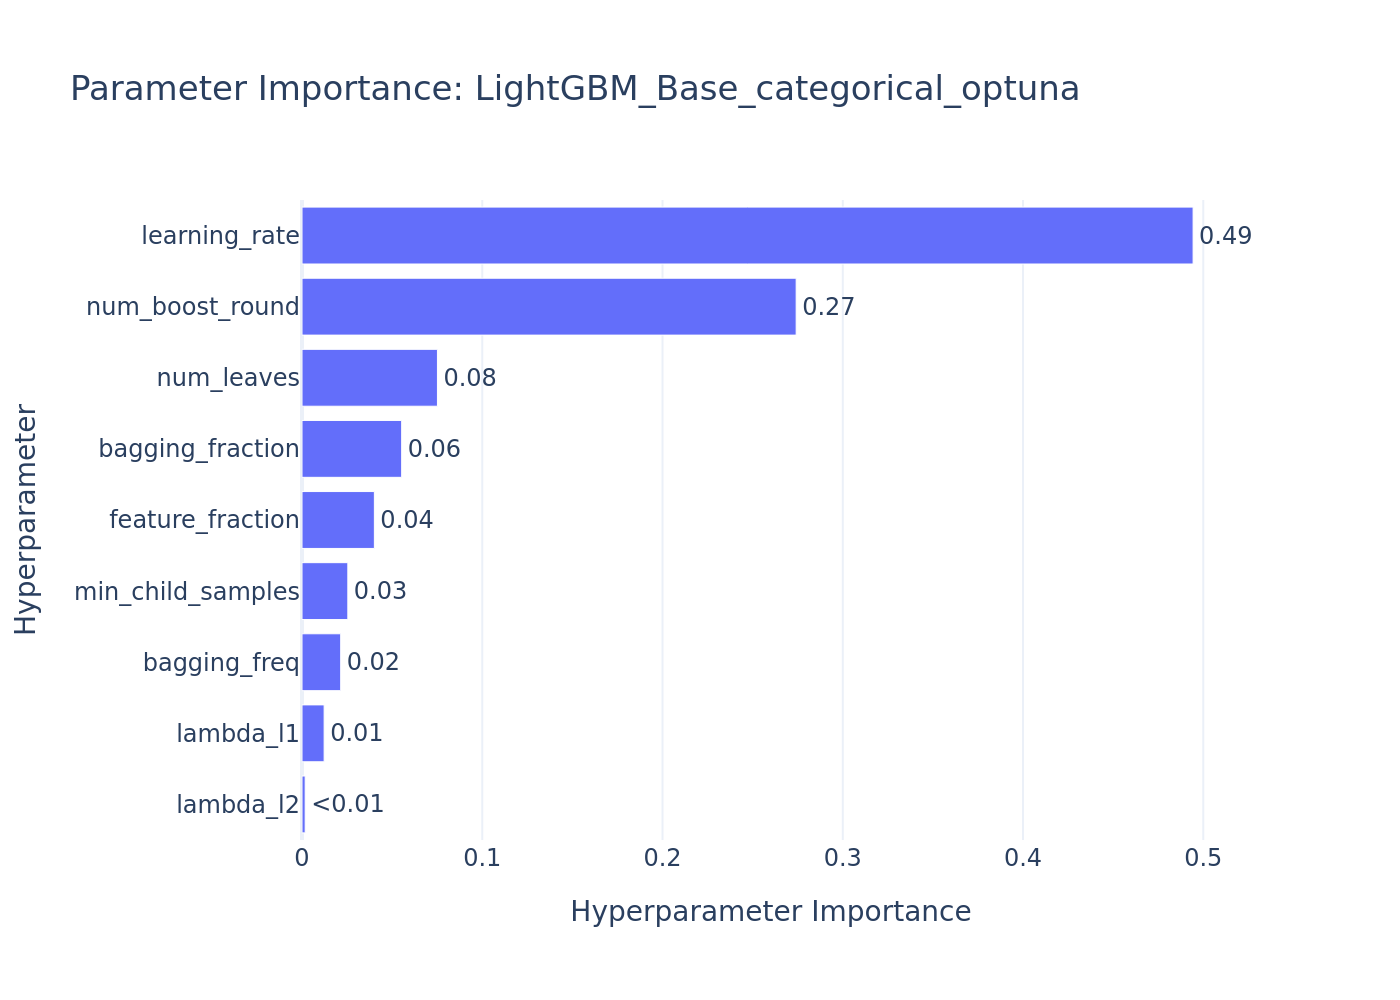 Parameter Importance: LightGBM_Base_categorical_optuna
learning_rate 0.49
num_boost_round 0.27
num_leaves 0.08
bagging_fraction 0.06
feature_fraction 0.04
min_child_samples 0.03
bagging_freq 0.02
lambda_l1 0.01
lambda_l2 <0.01
0 0.1 0.2 0.3 0.4 0.5
Hyperparameter Importance
Hyperparameter